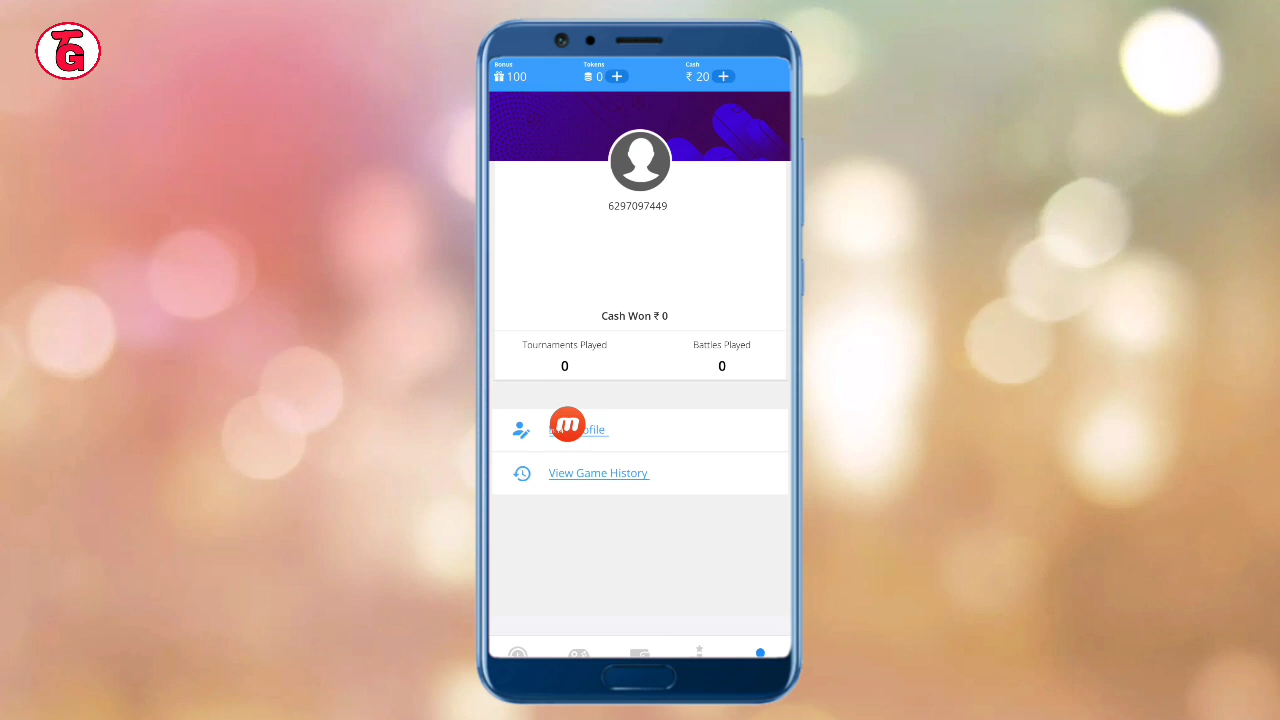 TG
Bonus Tokens Cash
100 0 + ₹ 20 +
6297097449
Cash Won ₹ 0
Tournaments Played Battles Played
0 0
m
View Game History